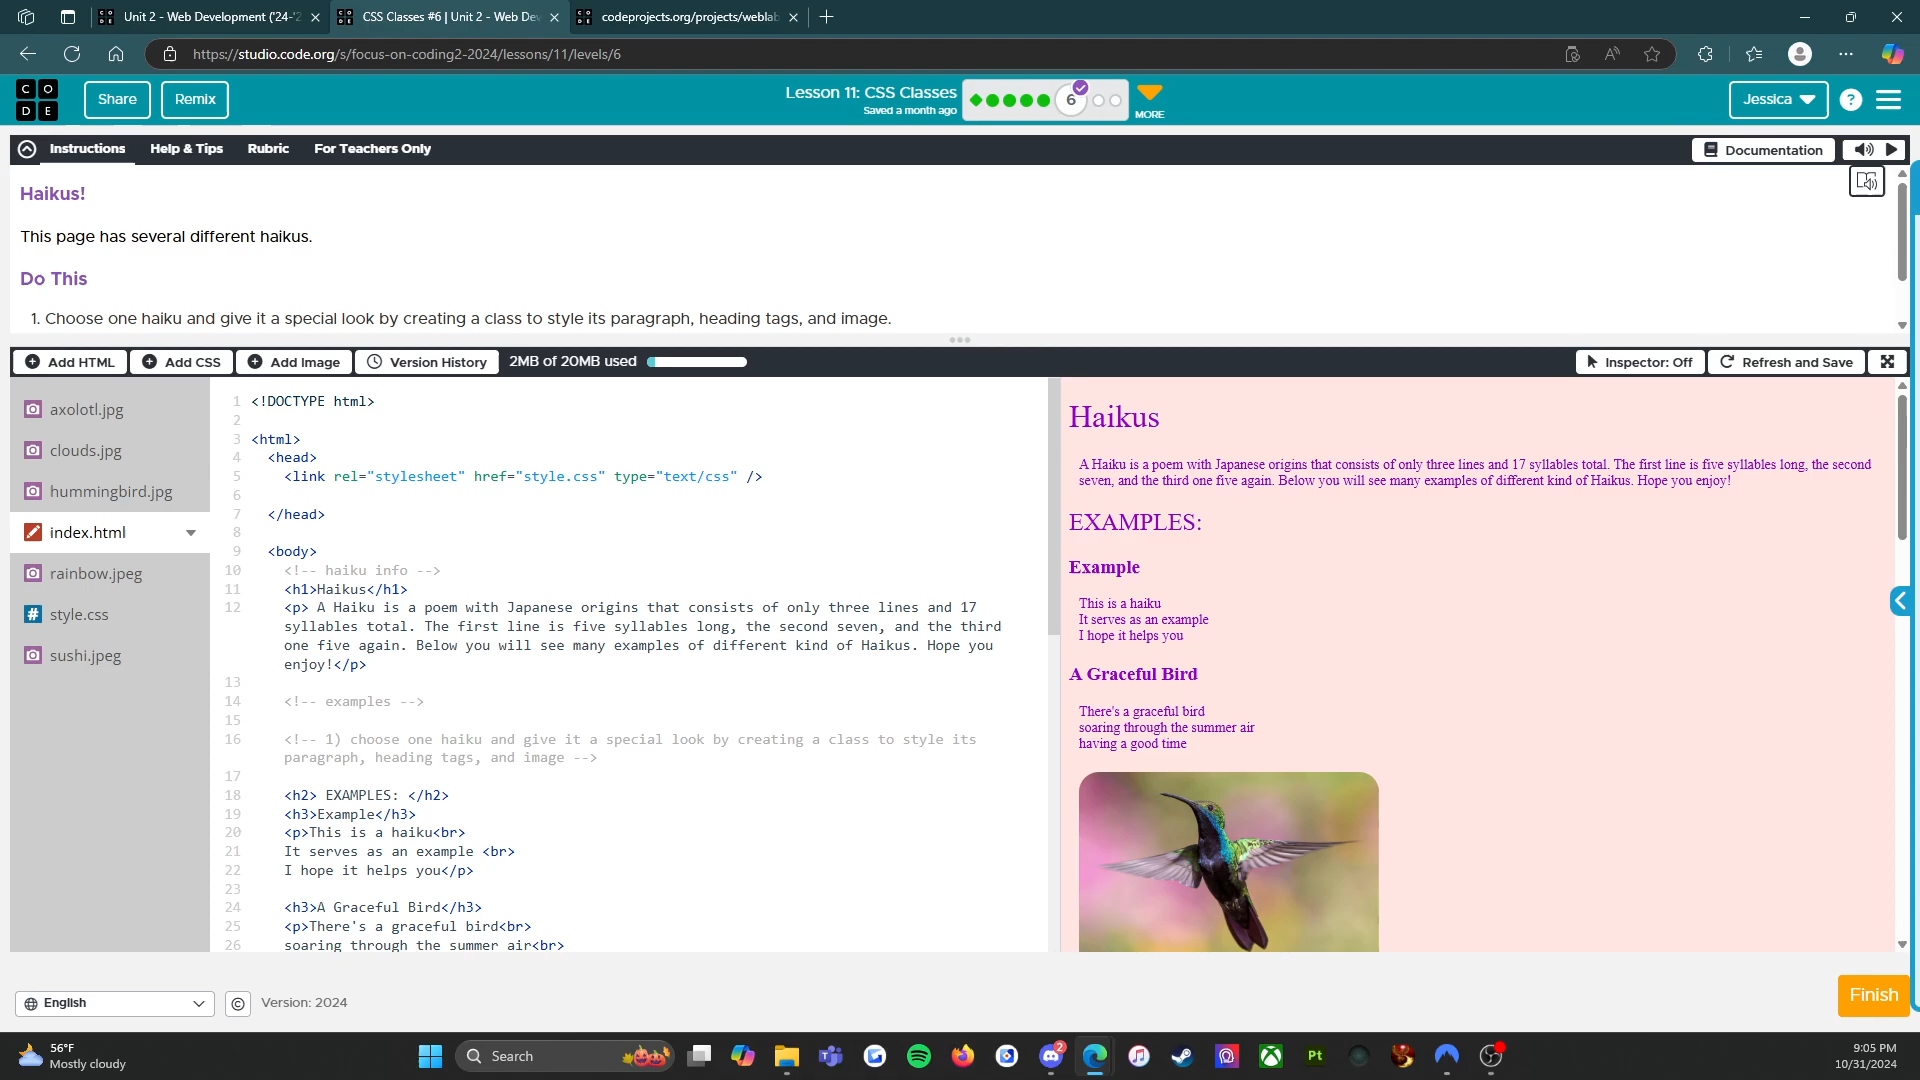 Unit 2 - Web Development ('24-'2
CSS Classes #6 | Unit 2 - Web Dev
codeprojects.org/projects/weblab
https://studio.code.org/s/focus-on-coding2-2024/lessons/11/levels/6
C O
D E
Share
Remix
Lesson 11: CSS Classes
Saved a month ago
6
MORE
Jessica
?
Instructions
Help & Tips
Rubric
For Teachers Only
Documentation
Haikus!
This page has several different haikus.
Do This
1. Choose one haiku and give it a special look by creating a class to style its paragraph, heading tags, and image.
Add HTML
Add CSS
Add Image
Version History
2MB of 20MB used
Inspector: Off
Refresh and Save
axolotl.jpg
clouds.jpg
hummingbird.jpg
index.html
rainbow.jpeg
style.css
sushi.jpeg
1 <!DOCTYPE html>
2
3 <html>
4 <head>
5 <link rel="stylesheet" href="style.css" type="text/css" />
6
7 </head>
8
9 <body>
10 <!-- haiku info -->
11 <h1>Haikus</h1>
12 <p> A Haiku is a poem with Japanese origins that consists of only three lines and 17
syllables total. The first line is five syllables long, the second seven, and the third
one five again. Below you will see many examples of different kind of Haikus. Hope you
enjoy!</p>
13
14 <!-- examples -->
15
16 <!-- 1) choose one haiku and give it a special look by creating a class to style its
paragraph, heading tags, and image -->
17
18 <h2> EXAMPLES: </h2>
19 <h3>Example</h3>
20 <p>This is a haiku<br>
21 It serves as an example <br>
22 I hope it helps you</p>
23
24 <h3>A Graceful Bird</h3>
25 <p>There's a graceful bird<br>
26 soaring through the summer air<br>
Haikus
A Haiku is a poem with Japanese origins that consists of only three lines and 17 syllables total. The first line is five syllables long, the second
seven, and the third one five again. Below you will see many examples of different kind of Haikus. Hope you enjoy!
EXAMPLES:
Example
This is a haiku
It serves as an example
I hope it helps you
A Graceful Bird
There's a graceful bird
soaring through the summer air
having a good time
English
©
Version: 2024
Finish
56°F
Mostly cloudy
Search
2
Pt
9:05 PM
10/31/2024